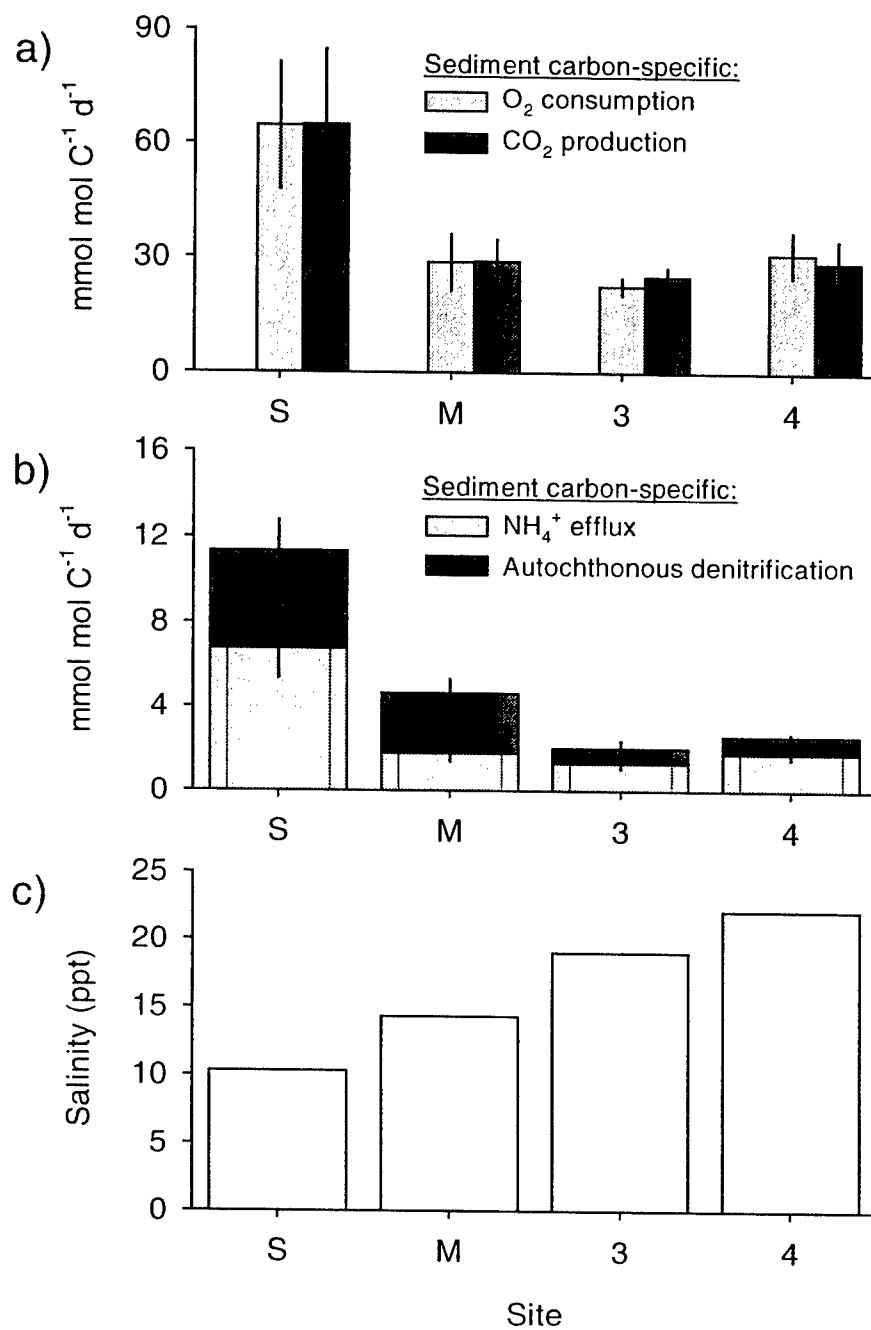 a)
90
60
30
0
mmol mol C⁻¹ d⁻¹
Sediment carbon-specific:
O₂ consumption
CO₂ production
S M 3 4
b)
16
12
8
4
0
mmol mol C⁻¹ d⁻¹
Sediment carbon-specific:
NH₄⁺ efflux
Autochthonous denitrification
S M 3 4
c)
25
20
15
10
5
0
Salinity (ppt)
S M 3 4
Site